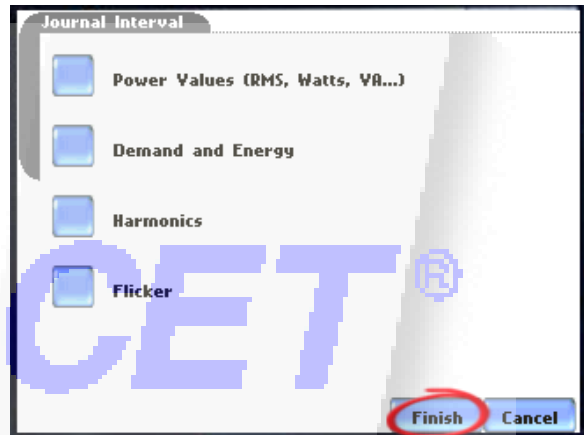 Journal Interval
Power Values (RMS, Watts, VA...)
Demand and Energy
Harmonics
Flicker
CET®
Finish Cancel